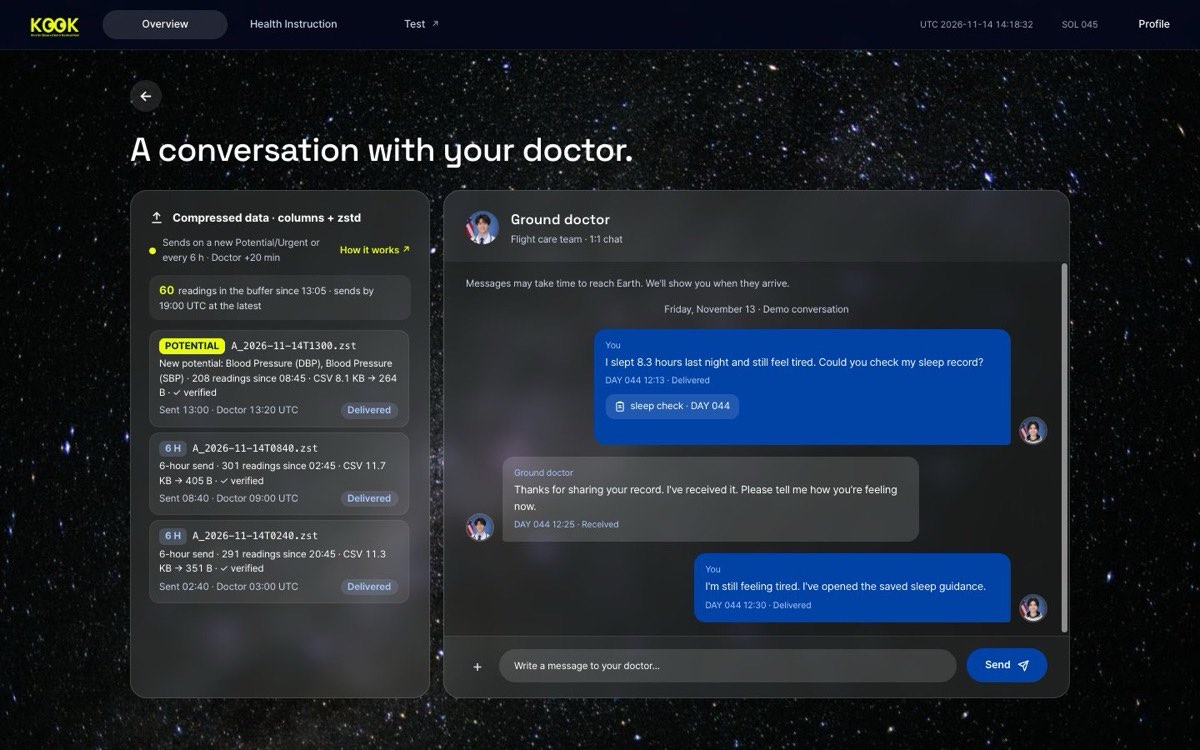 KOOK
Overview
Health Instruction
Test ↗
UTC 2026-11-14 14:18:32
SOL 045
Profile
A conversation with your doctor.
Compressed data · columns + zstd
Sends on a new Potential/Urgent or
every 6 h · Doctor +20 min
How it works ↗
60 readings in the buffer since 13:05 · sends by
19:00 UTC at the latest
POTENTIAL A_2026-11-14T1300.zst
New potential: Blood Pressure (DBP), Blood Pressure
(SBP) · 208 readings since 08:45 · CSV 8.1 KB → 264
B · ✓ verified
Sent 13:00 · Doctor 13:20 UTC
Delivered
6 H A_2026-11-14T0840.zst
6-hour send · 301 readings since 02:45 · CSV 11.7
KB → 405 B · ✓ verified
Sent 08:40 · Doctor 09:00 UTC
Delivered
6 H A_2026-11-14T0240.zst
6-hour send · 291 readings since 20:45 · CSV 11.3
KB → 351 B · ✓ verified
Sent 02:40 · Doctor 03:00 UTC
Delivered
Ground doctor
Flight care team · 1:1 chat
Messages may take time to reach Earth. We'll show you when they arrive.
Friday, November 13 · Demo conversation
You
I slept 8.3 hours last night and still feel tired. Could you check my sleep record?
DAY 044 12:13 · Delivered
sleep check · DAY 044
Ground doctor
Thanks for sharing your record. I've received it. Please tell me how you're feeling
now.
DAY 044 12:25 · Received
You
I'm still feeling tired. I've opened the saved sleep guidance.
DAY 044 12:30 · Delivered
+
Write a message to your doctor...
Send